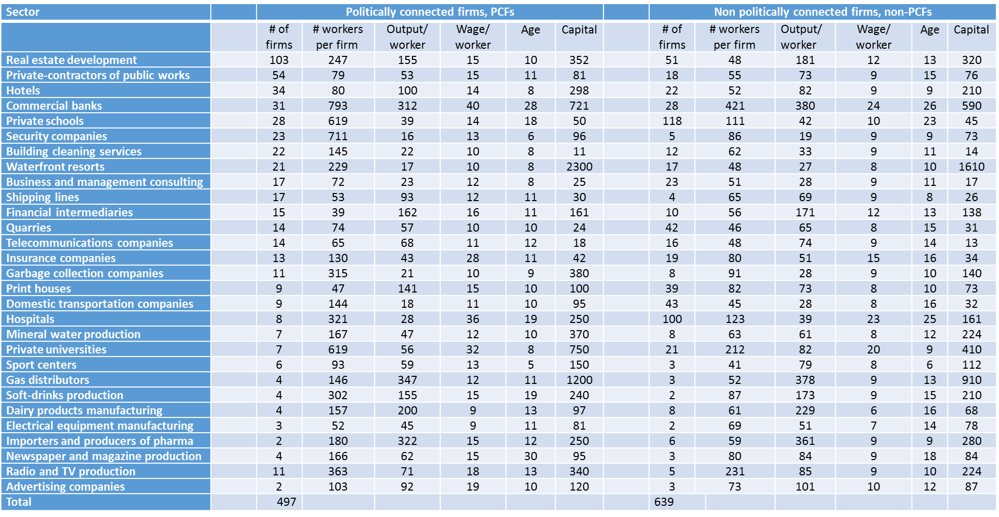 Sector Politically connected firms, PCFs Non politically connected firms, non-PCFs
# of # workers Output/ Wage/ Age Capital # of # workers Output/ Wage/ Age Capital
firms per firm worker worker firms per firm worker worker
Real estate development 103 247 155 15 10 352 51 48 181 12 13 320
Private-contractors of public works 54 79 53 15 11 81 18 55 73 9 15 76
Hotels 34 80 100 14 8 298 22 52 82 9 9 210
Commercial banks 31 793 312 40 28 721 28 421 380 24 26 590
Private schools 28 619 39 14 18 50 118 111 42 10 23 45
Security companies 23 711 16 13 6 96 5 86 19 9 9 73
Building cleaning services 22 145 22 10 8 11 12 62 33 9 11 14
Waterfront resorts 21 229 17 10 8 2300 17 48 27 8 10 1610
Business and management consulting 17 72 23 12 8 25 23 51 28 9 11 17
Shipping lines 17 53 93 12 11 30 4 65 69 9 8 26
Financial intermediaries 15 39 162 16 11 161 10 56 171 12 13 138
Quarries 14 74 57 10 10 24 42 46 65 8 15 31
Telecommunications companies 14 65 68 11 12 18 16 48 74 9 14 13
Insurance companies 13 130 43 28 11 42 19 80 51 15 16 34
Garbage collection companies 11 315 21 10 9 380 8 91 28 9 10 140
Print houses 9 47 141 15 10 100 39 82 73 8 10 73
Domestic transportation companies 9 144 18 11 10 95 43 45 28 8 16 32
Hospitals 8 321 28 36 19 250 100 123 39 23 25 161
Mineral water production 7 167 47 12 10 370 8 63 61 8 12 224
Private universities 7 619 56 32 8 750 21 212 82 20 9 410
Sport centers 6 93 59 13 5 150 3 41 79 8 6 112
Gas distributors 4 146 347 12 11 1200 3 52 378 9 13 910
Soft-drinks production 4 302 155 15 19 240 2 87 173 9 15 210
Dairy products manufacturing 4 157 200 9 13 97 8 61 229 6 16 68
Electrical equipment manufacturing 3 52 45 9 11 81 2 69 51 7 14 78
Importers and producers of pharma 2 180 322 15 12 250 6 59 361 9 9 280
Newspaper and magazine production 4 166 62 15 30 95 3 80 84 9 18 84
Radio and TV production 11 363 71 18 13 340 5 231 85 9 10 224
Advertising companies 2 103 92 19 10 120 3 73 101 10 12 87
Total 497 639